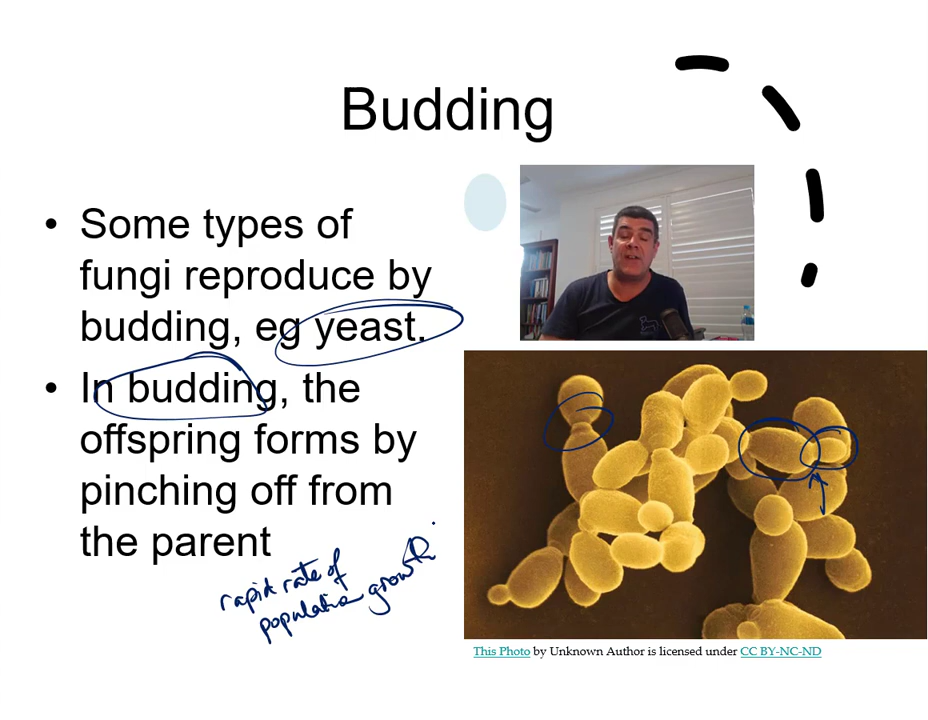 Budding
• Some types of
fungi reproduce by
budding, eg yeast.
• In budding, the
offspring forms by
pinching off from
the parent
rapid rate of
population growth
This Photo by Unknown Author is licensed under CC BY-NC-ND